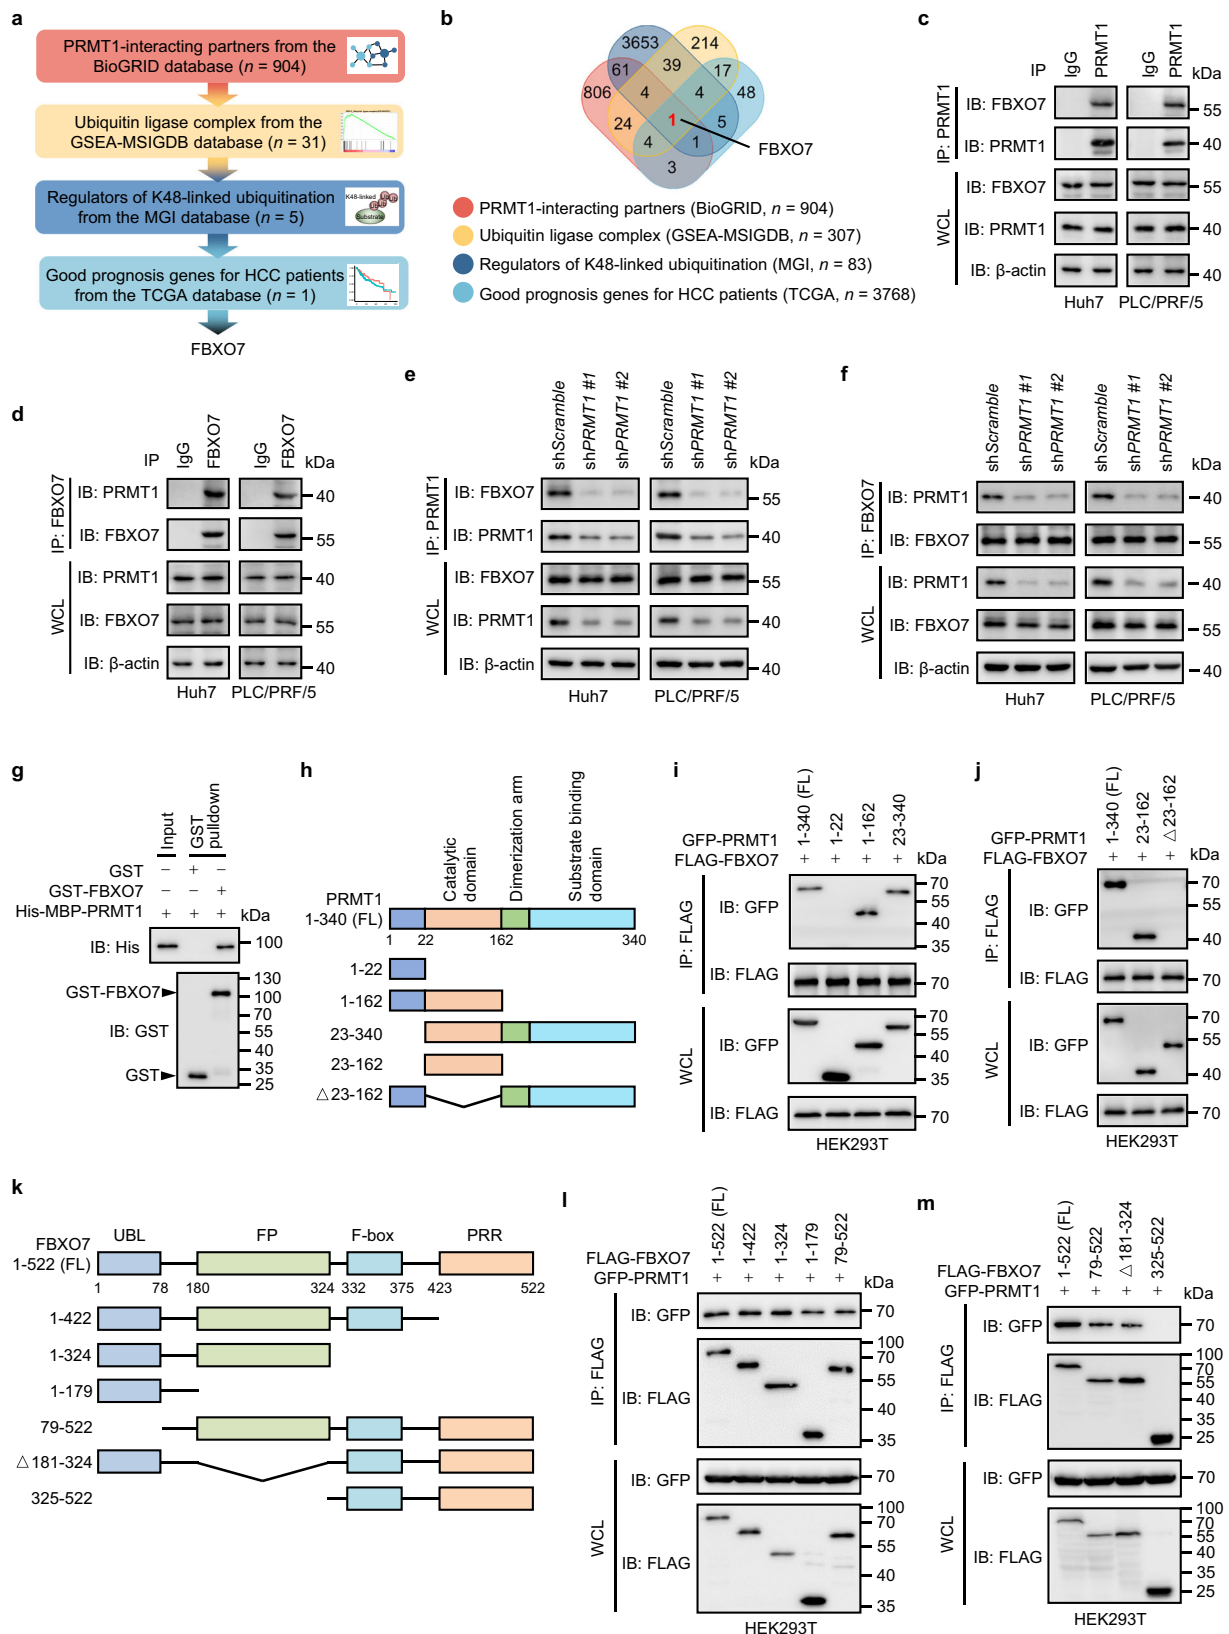 a
PRMT1-interacting partners from the
BioGRID database (n = 904)
Ubiquitin ligase complex from the
GSEA-MSIGDB database (n = 31)
Regulators of K48-linked ubiquitination
from the MGI database (n = 5)
K48-linked
Ub
Ub
Ub
Substrate
Good prognosis genes for HCC patients
from the TCGA database (n = 1)
FBXO7
b
3653
214
61
39
17
806
4
4
48
24
1
5
4
1
3
FBXO7
PRMT1-interacting partners (BioGRID, n = 904)
Ubiquitin ligase complex (GSEA-MSIGDB, n = 307)
Regulators of K48-linked ubiquitination (MGI, n = 83)
Good prognosis genes for HCC patients (TCGA, n = 3768)
c
IP IgG PRMT1 IgG PRMT1 kDa
IP: PRMT1
IB: FBXO7 55
IB: PRMT1 40
WCL
IB: FBXO7 55
IB: PRMT1 40
IB: β-actin 40
Huh7 PLC/PRF/5
d
IP IgG FBXO7 IgG FBXO7 kDa
IP: FBXO7
IB: PRMT1 40
IB: FBXO7 55
WCL
IB: PRMT1 40
IB: FBXO7 55
IB: β-actin 40
Huh7 PLC/PRF/5
e
shScramble shPRMT1 #1 shPRMT1 #2 shScramble shPRMT1 #1 shPRMT1 #2
kDa
IP: PRMT1
IB: FBXO7 55
IB: PRMT1 40
WCL
IB: FBXO7 55
IB: PRMT1 40
IB: β-actin 40
Huh7 PLC/PRF/5
f
shScramble shPRMT1 #1 shPRMT1 #2 shScramble shPRMT1 #1 shPRMT1 #2
kDa
IP: FBXO7
IB: PRMT1 40
IB: FBXO7 55
WCL
IB: PRMT1 40
IB: FBXO7 55
IB: β-actin 40
Huh7 PLC/PRF/5
g
Input GST pulldown
GST − + −
GST-FBXO7 − − +
His-MBP-PRMT1 + + + kDa
IB: His 100
130
GST-FBXO7 100
70
IB: GST 55
40
35
GST 25
h
Catalytic domain Dimerization arm Substrate binding domain
PRMT1
1-340 (FL)
1 22 162 340
1-22
1-162
23-340
23-162
△23-162
i
1-340 (FL) 1-22 1-162 23-340
GFP-PRMT1
FLAG-FBXO7 + + + + kDa
IP: FLAG
IB: GFP
70
55
40
35
IB: FLAG 70
WCL
IB: GFP
70
55
40
35
IB: FLAG 70
HEK293T
j
1-340 (FL) 23-162 △23-162
GFP-PRMT1
FLAG-FBXO7 + + + kDa
IP: FLAG
IB: GFP
70
55
40
IB: FLAG 70
WCL
IB: GFP
70
55
40
IB: FLAG 70
HEK293T
k
UBL FP F-box PRR
FBXO7
1-522 (FL)
1 78 180 324 332 375 423 522
1-422
1-324
1-179
79-522
△181-324
325-522
l
1-522 (FL) 1-422 1-324 1-179 79-522
FLAG-FBXO7
GFP-PRMT1 + + + + + kDa
IP: FLAG
IB: GFP 70
IB: FLAG
100
70
55
40
35
WCL
IB: GFP 70
IB: FLAG
100
70
55
40
35
HEK293T
m
1-522 (FL) 79-522 △181-324 325-522
FLAG-FBXO7
GFP-PRMT1 + + + + kDa
IP: FLAG
IB: GFP 70
IB: FLAG
100
70
55
40
35
25
WCL
IB: GFP 70
IB: FLAG
100
70
55
40
35
25
HEK293T